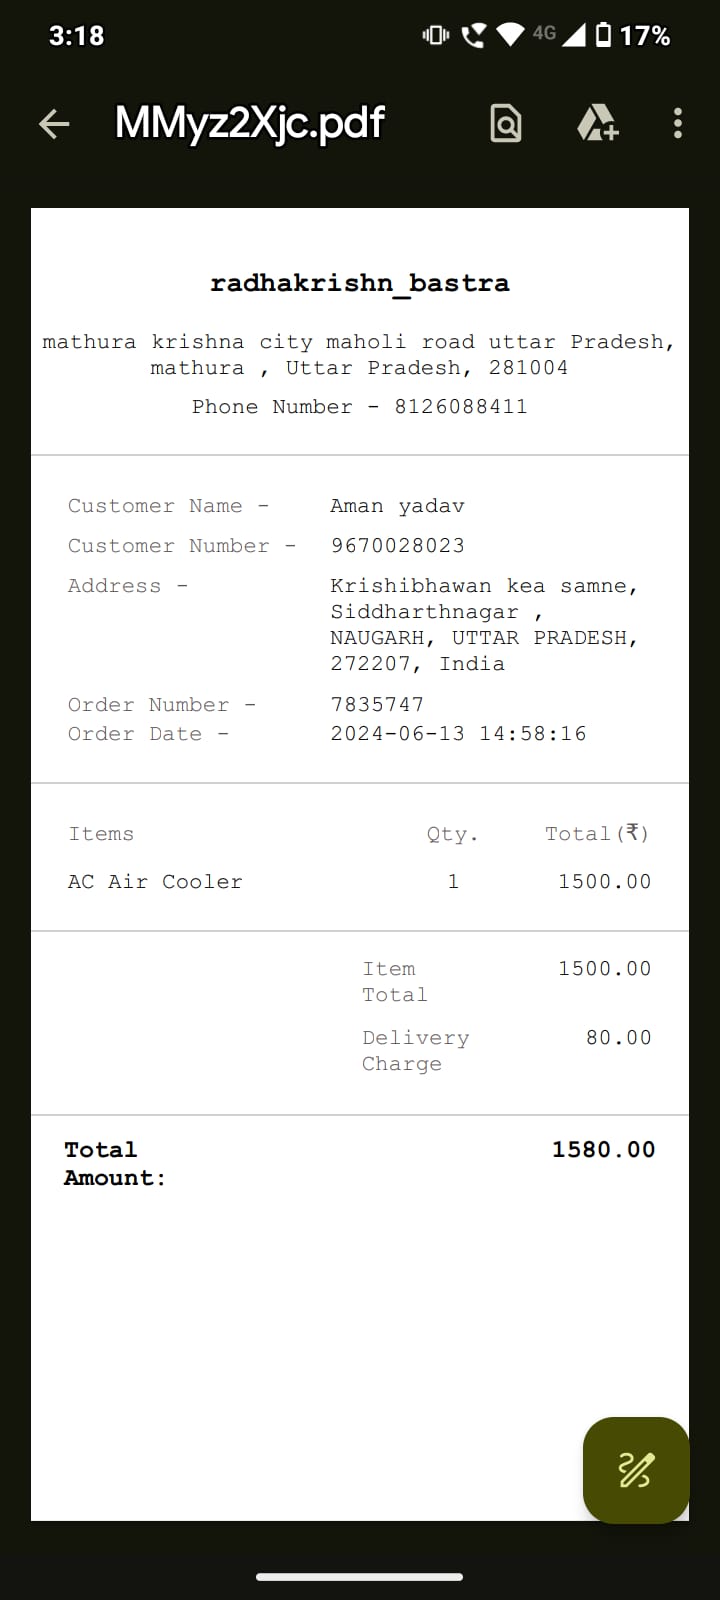 3:18 4G 17%
MMyz2Xjc.pdf
radhakrishn_bastra
mathura krishna city maholi road uttar Pradesh,
mathura , Uttar Pradesh, 281004
Phone Number - 8126088411
Customer Name - Aman yadav
Customer Number - 9670028023
Address - Krishibhawan kea samne,
Siddharthnagar ,
NAUGARH, UTTAR PRADESH,
272207, India
Order Number - 7835747
Order Date - 2024-06-13 14:58:16
Items Qty. Total(₹)
AC Air Cooler 1 1500.00
Item 1500.00
Total
Delivery 80.00
Charge
Total 1580.00
Amount: